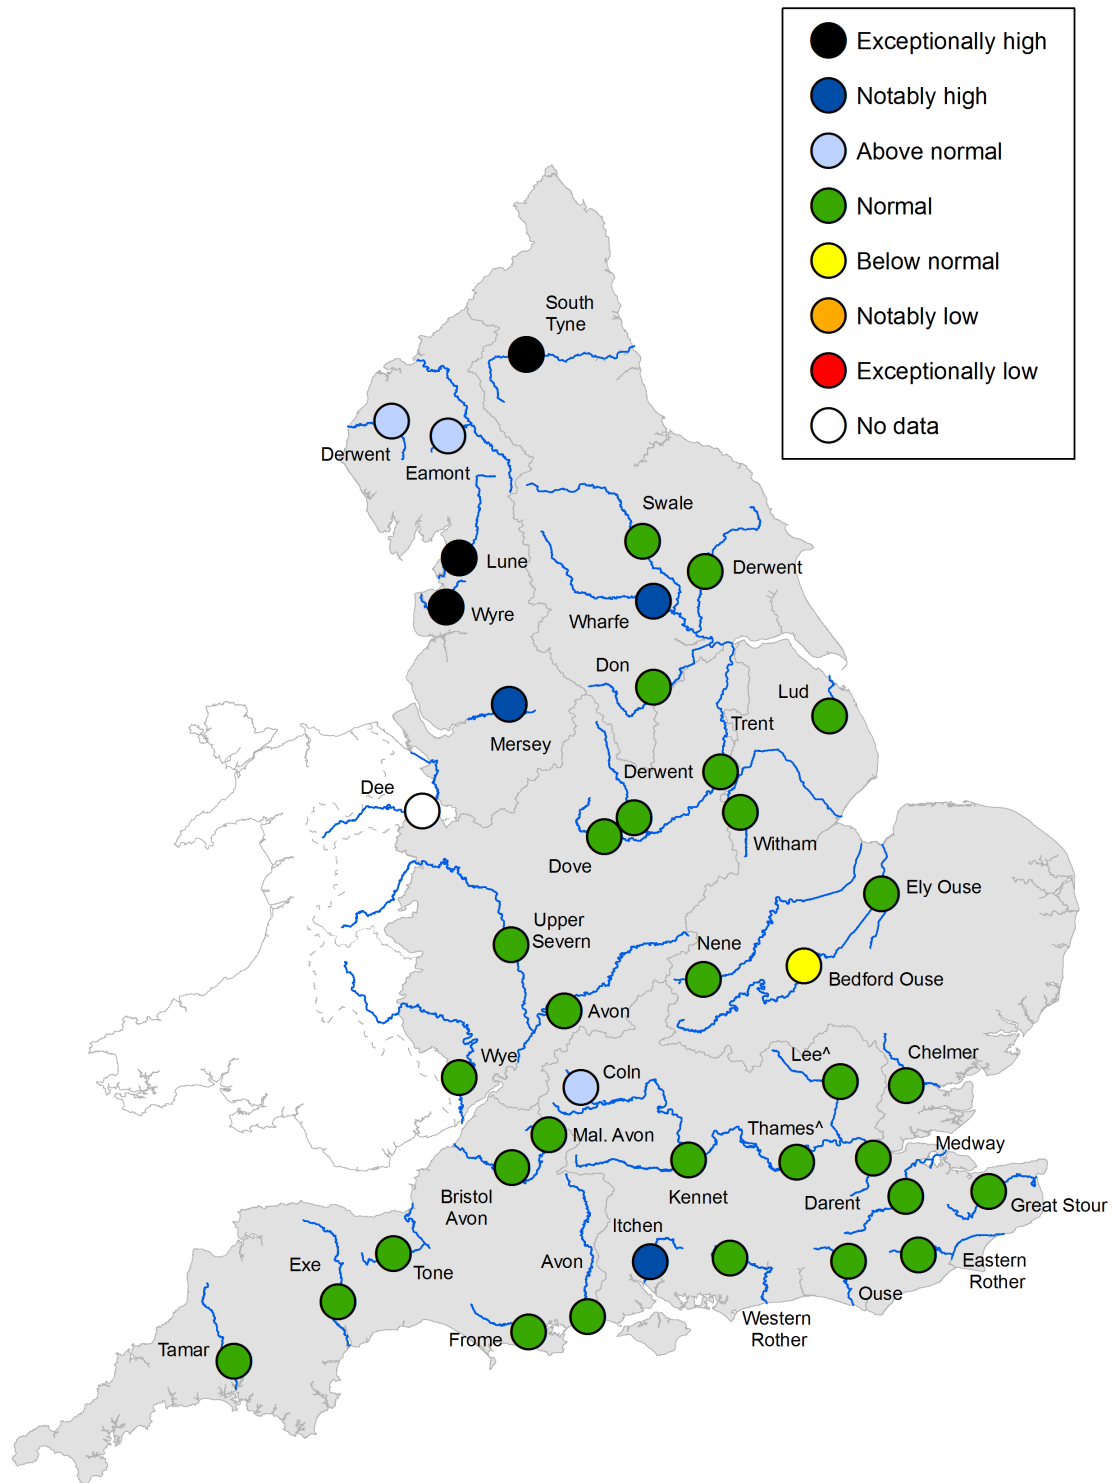 Exceptionally high
Notably high
Above normal
Normal
Below normal
Notably low
Exceptionally low
No data
South
Tyne
Derwent
Eamont
Swale
Lune
Derwent
Wyre
Wharfe
Don
Lud
Trent
Mersey
Derwent
Dee
Witham
Dove
Ely Ouse
Upper
Severn
Nene
Bedford Ouse
Avon
Wye
Lee^
Chelmer
Coln
Mal. Avon
Thames^
Medway
Bristol
Avon
Kennet
Darent
Great Stour
Itchen
Exe
Avon
Tone
Eastern
Rother
Ouse
Western
Rother
Frome
Tamar